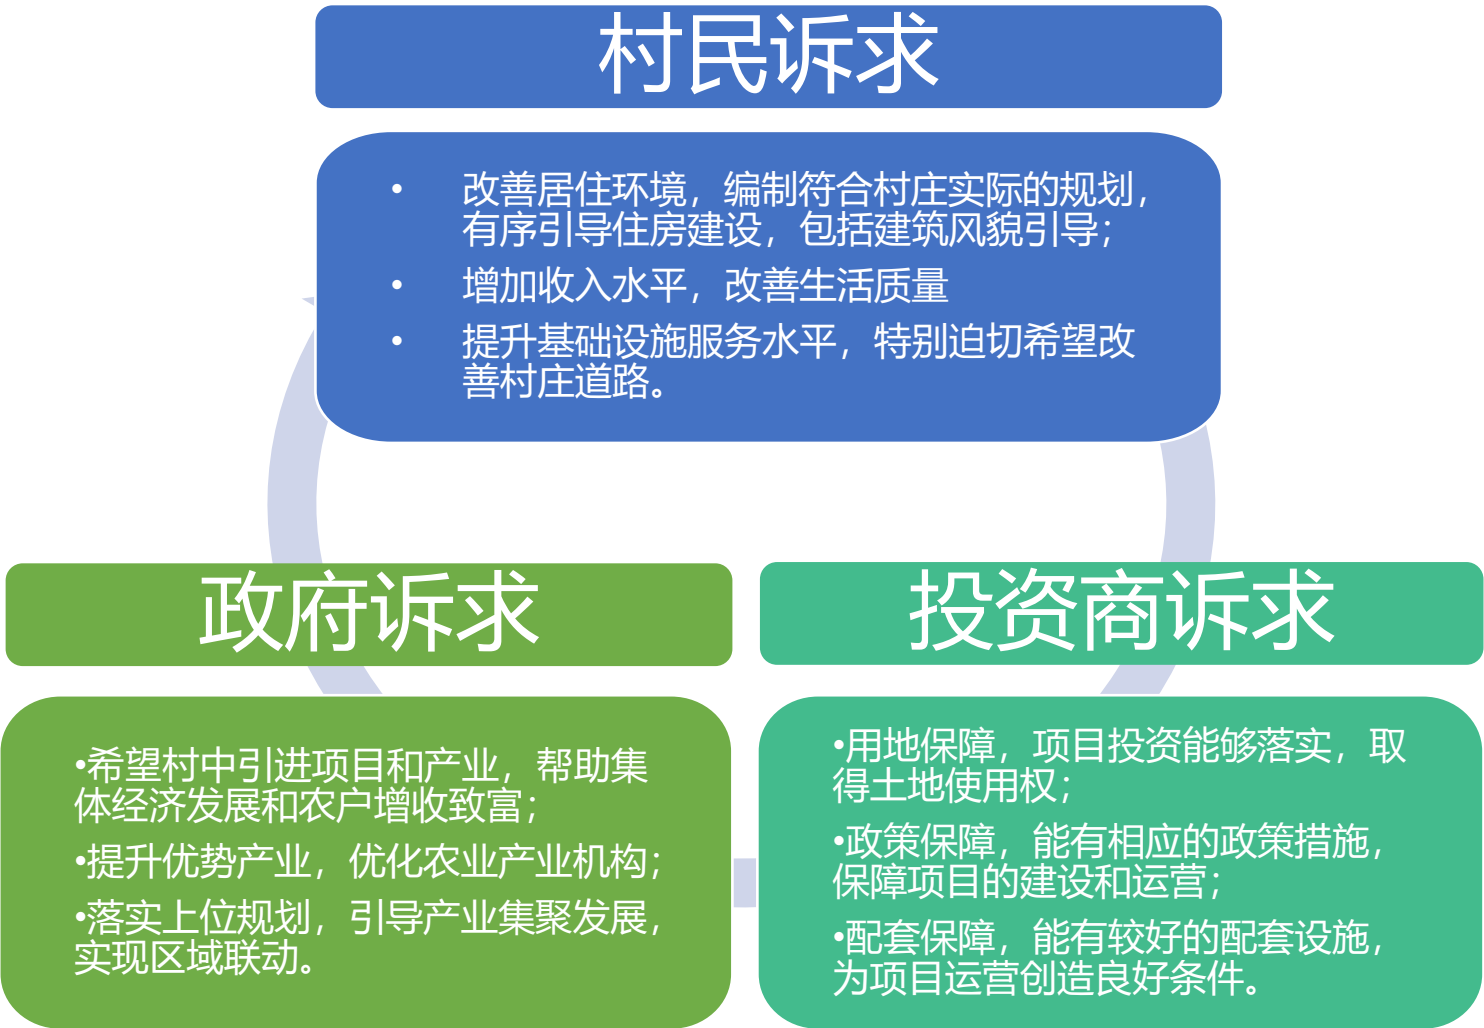 村民诉求
• 改善居住环境，编制符合村庄实际的规划，
有序引导住房建设，包括建筑风貌引导；
• 增加收入水平，改善生活质量
• 提升基础设施服务水平，特别迫切希望改
善村庄道路。
政府诉求
•希望村中引进项目和产业，帮助集
体经济发展和农户增收致富；
•提升优势产业，优化农业产业机构；
•落实上位规划，引导产业集聚发展，
实现区域联动。
投资商诉求
•用地保障，项目投资能够落实，取
得土地使用权；
•政策保障，能有相应的政策措施，
保障项目的建设和运营；
•配套保障，能有较好的配套设施，
为项目运营创造良好条件。